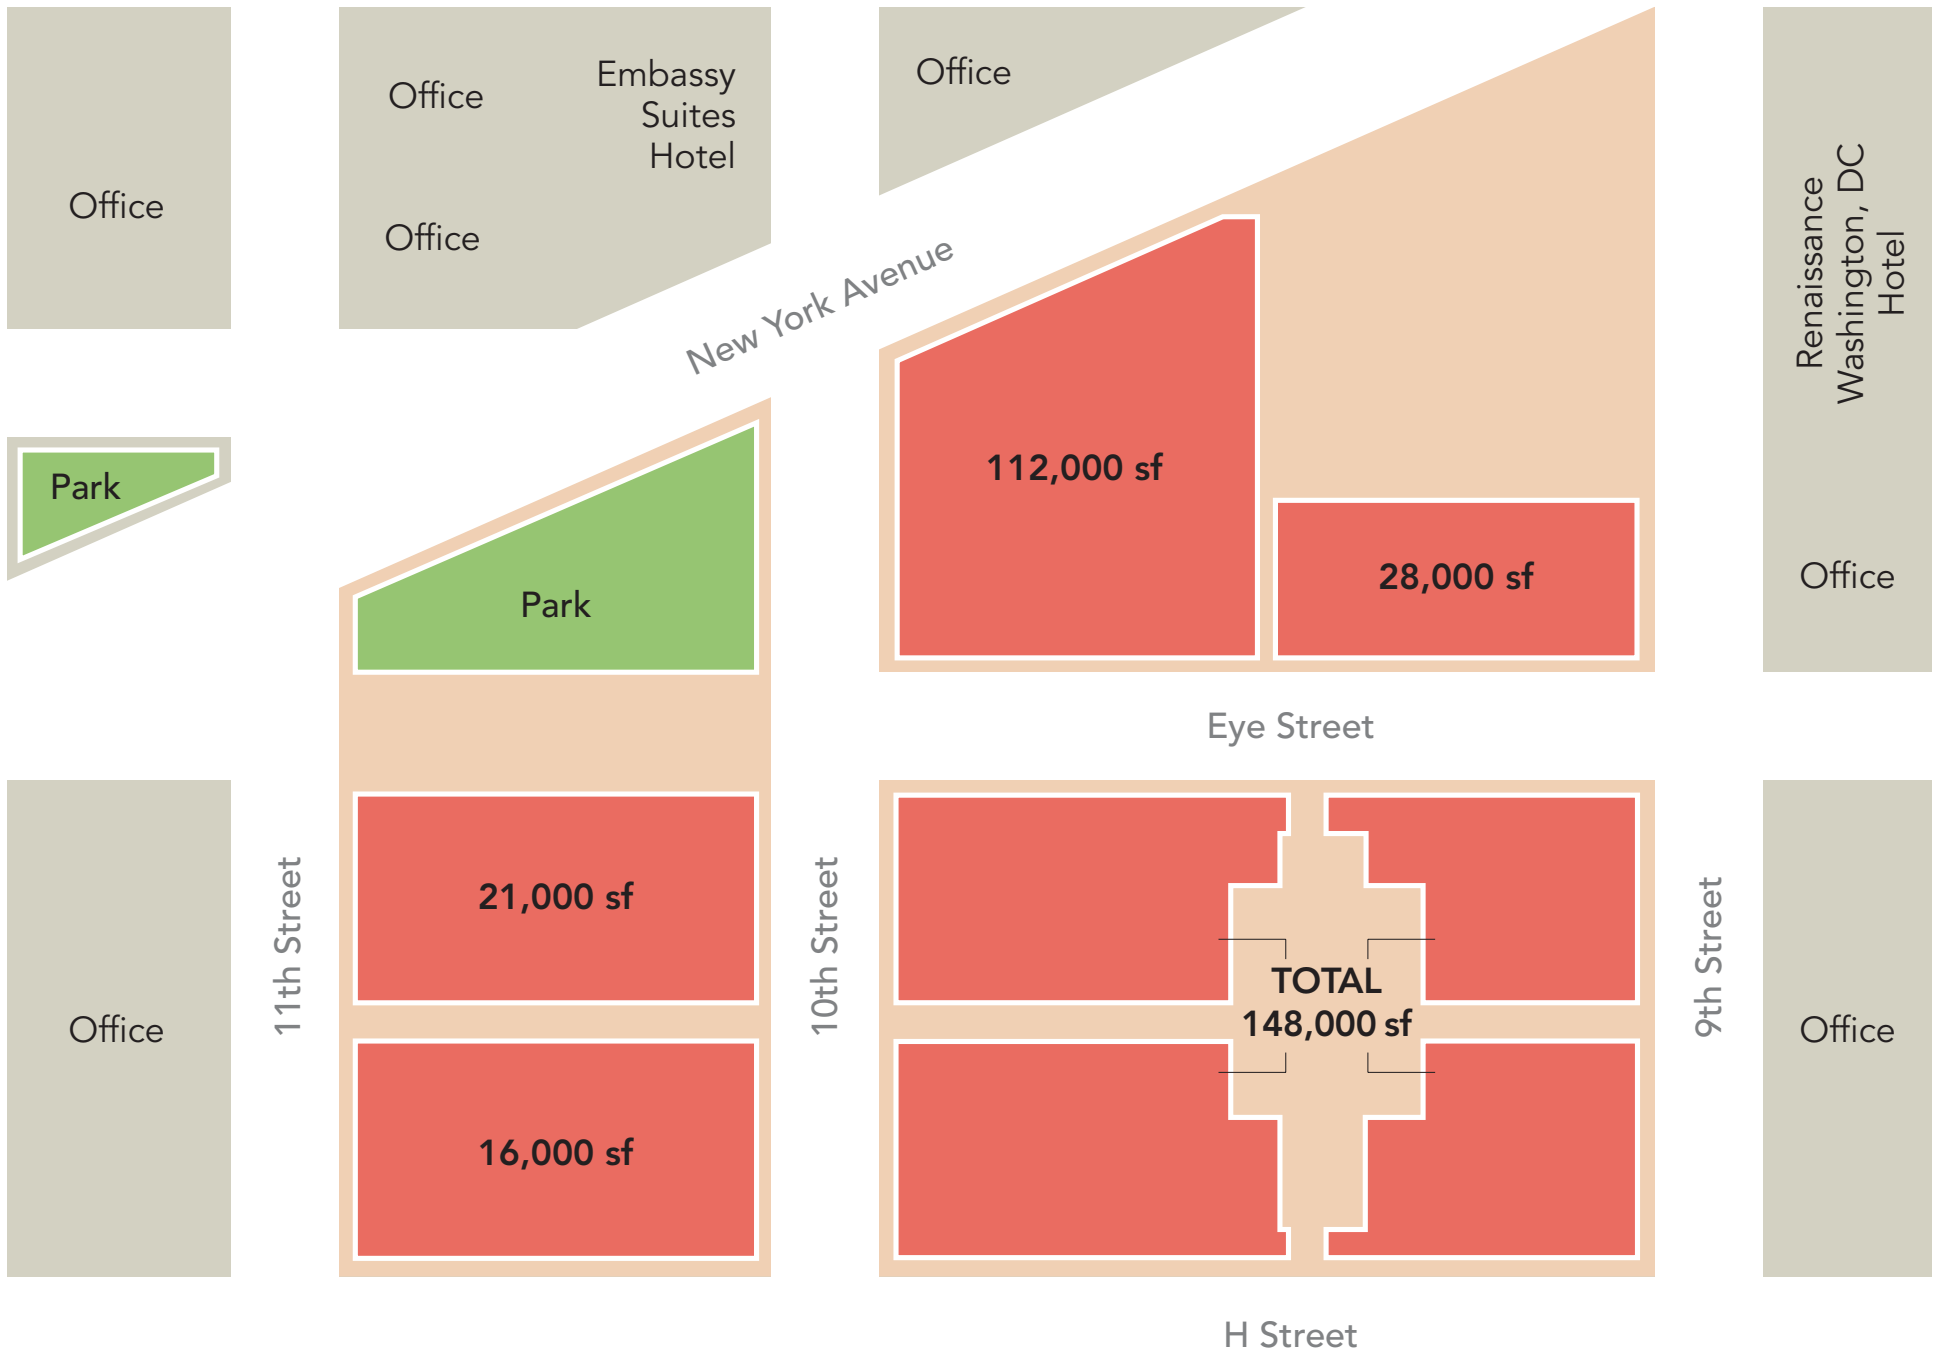 Office
Office
Embassy
Suites
Hotel
Office
Office
Renaissance
Washington, DC
Hotel
Office
New York Avenue
Park
Park
112,000 sf
28,000 sf
Office
Eye Street
Office
11th Street
21,000 sf
16,000 sf
10th Street
TOTAL
148,000 sf
9th Street
Office
H Street